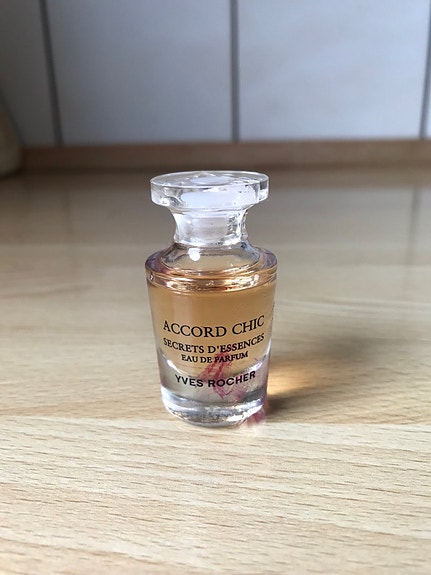 ACCORD CHIC
SECRETS D'ESSENCES
EAU DE PARFUM
YVES ROCHER